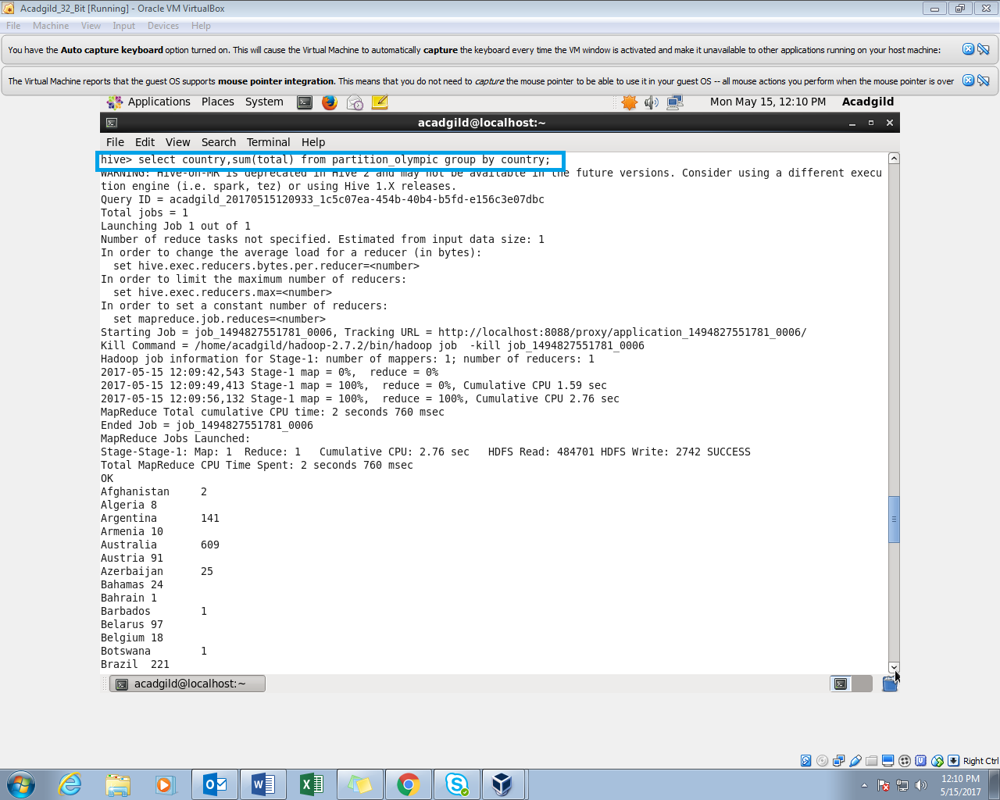 Acadgild_32_Bit [Running] - Oracle VM VirtualBox
File Machine View Input Devices Help
You have the Auto capture keyboard option turned on. This will cause the Virtual Machine to automatically capture the keyboard every time the VM window is activated and make it unavailable to other applications running on your host machine:
The Virtual Machine reports that the guest OS supports mouse pointer integration. This means that you do not need to capture the mouse pointer to be able to use it in your guest OS -- all mouse actions you perform when the mouse pointer is over
Applications Places System Mon May 15, 12:10 PM Acadgild
acadgild@localhost:~
File Edit View Search Terminal Help
hive> select country,sum(total) from partition_olympic group by country;
WARNING: Hive-on-MR is deprecated in Hive 2 and may not be available in the future versions. Consider using a different execu
tion engine (i.e. spark, tez) or using Hive 1.X releases.
Query ID = acadgild_20170515120933_1c5c07ea-454b-40b4-b5fd-e156c3e07dbc
Total jobs = 1
Launching Job 1 out of 1
Number of reduce tasks not specified. Estimated from input data size: 1
In order to change the average load for a reducer (in bytes):
  set hive.exec.reducers.bytes.per.reducer=<number>
In order to limit the maximum number of reducers:
  set hive.exec.reducers.max=<number>
In order to set a constant number of reducers:
  set mapreduce.job.reduces=<number>
Starting Job = job_1494827551781_0006, Tracking URL = http://localhost:8088/proxy/application_1494827551781_0006/
Kill Command = /home/acadgild/hadoop-2.7.2/bin/hadoop job  -kill job_1494827551781_0006
Hadoop job information for Stage-1: number of mappers: 1; number of reducers: 1
2017-05-15 12:09:42,543 Stage-1 map = 0%,  reduce = 0%
2017-05-15 12:09:49,413 Stage-1 map = 100%,  reduce = 0%, Cumulative CPU 1.59 sec
2017-05-15 12:09:56,132 Stage-1 map = 100%,  reduce = 100%, Cumulative CPU 2.76 sec
MapReduce Total cumulative CPU time: 2 seconds 760 msec
Ended Job = job_1494827551781_0006
MapReduce Jobs Launched:
Stage-Stage-1: Map: 1  Reduce: 1   Cumulative CPU: 2.76 sec   HDFS Read: 484701 HDFS Write: 2742 SUCCESS
Total MapReduce CPU Time Spent: 2 seconds 760 msec
OK
Afghanistan 2
Algeria 8
Argentina 141
Armenia 10
Australia 609
Austria 91
Azerbaijan 25
Bahamas 24
Bahrain 1
Barbados 1
Belarus 97
Belgium 18
Botswana 1
Brazil 221
acadgild@localhost:~
Right Ctrl
12:10 PM
5/15/2017